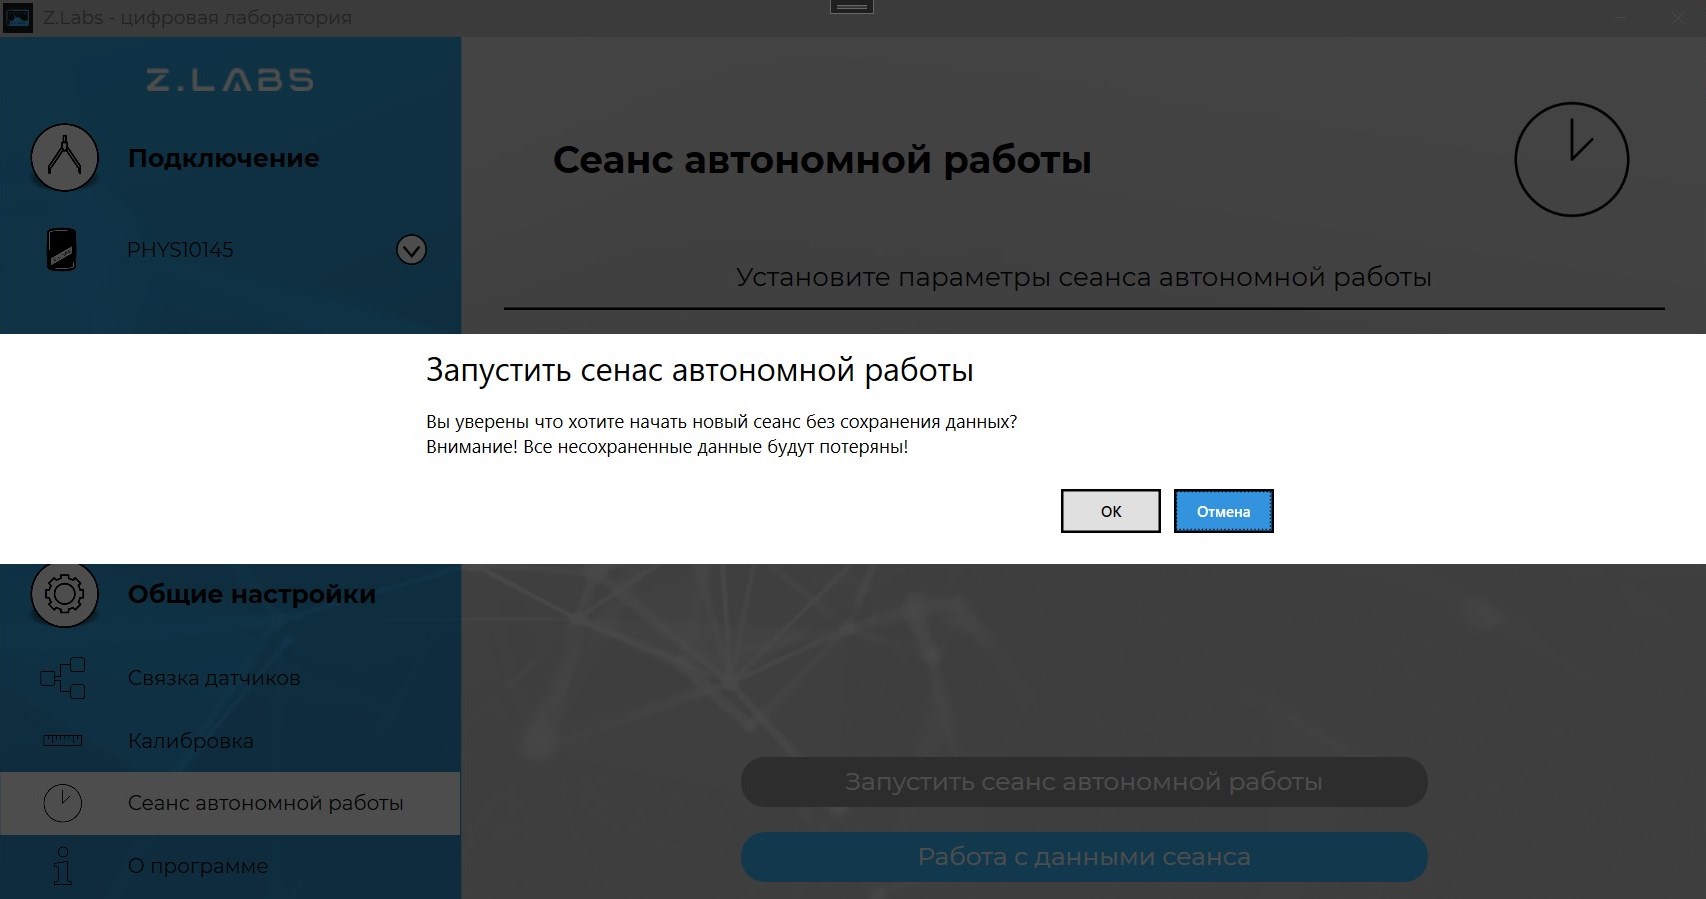 Z.Labs - цифровая лаборатория
Z.LABS
Подключение
PHYS10145
Сеанс автономной работы
Установите параметры сеанса автономной работы
Запустить сенас автономной работы
Вы уверены что хотите начать новый сеанс без сохранения данных?
Внимание! Все несохраненные данные будут потеряны!
ОК
Отмена
Общие настройки
Связка датчиков
Калибровка
Сеанс автономной работы
О программе
Запустить сеанс автономной работы
Работа с данными сеанса